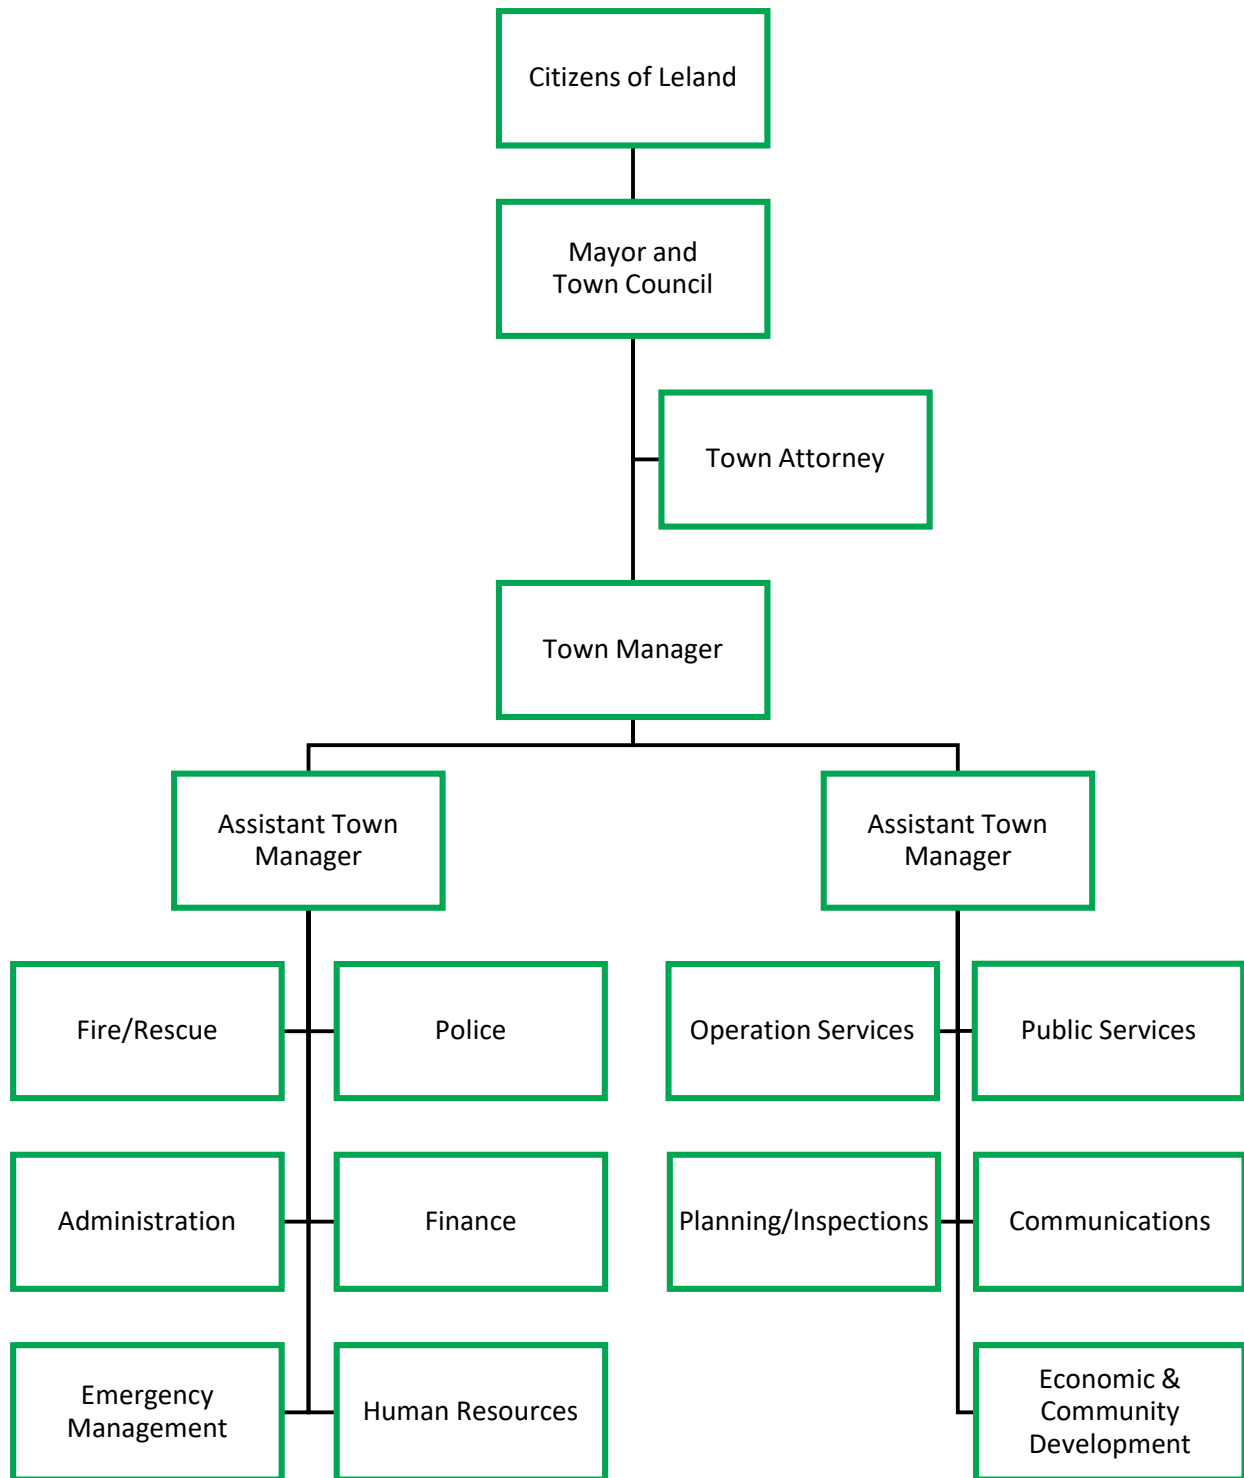 Citizens of Leland
Mayor and
Town Council
Town Attorney
Town Manager
Assistant Town
Manager
Assistant Town
Manager
Fire/Rescue
Police
Operation Services
Public Services
Administration
Finance
Planning/Inspections
Communications
Emergency
Management
Human Resources
Economic &
Community
Development